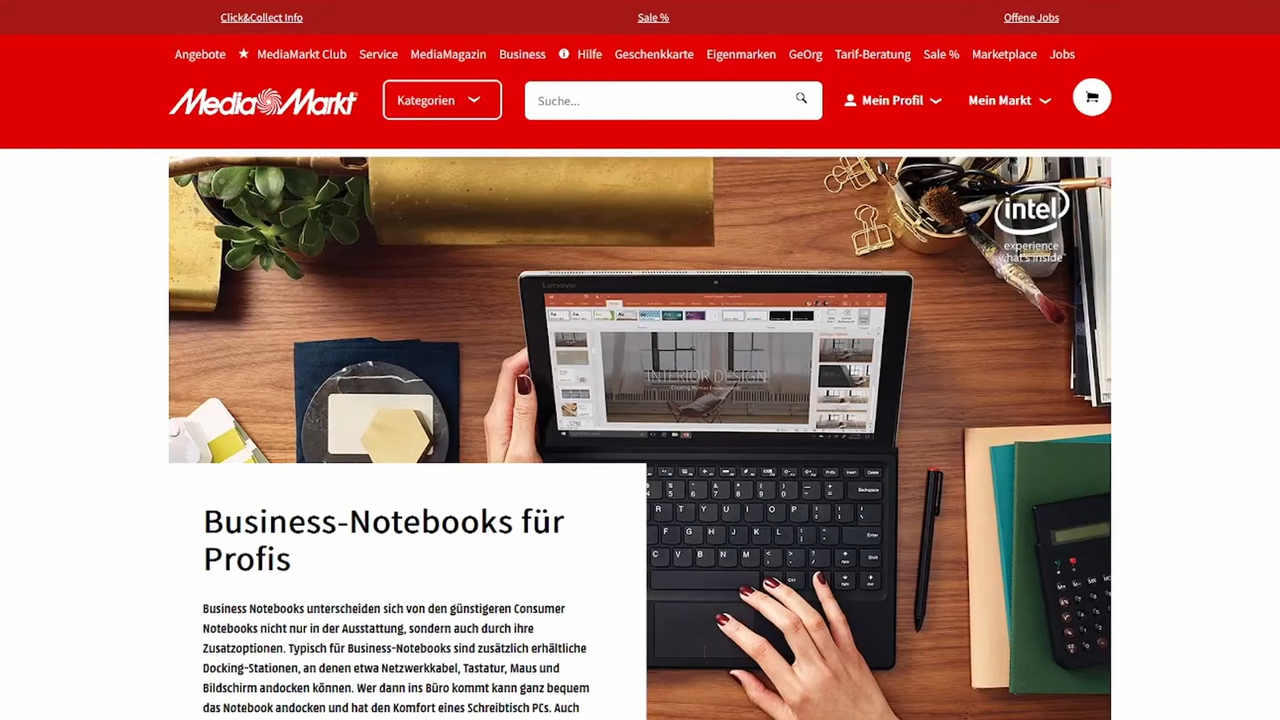 Click&Collect Info
Sale %
Offene Jobs
Angebote ★ MediaMarkt Club Service MediaMagazin Business Hilfe Geschenkkarte Eigenmarken GeOrg Tarif-Beratung Sale % Marketplace Jobs
MediaMarkt
Kategorien
Suche...
Mein Profil
Mein Markt
intel
experience
what's inside
Lenovo
INTERIOR DESIGN
Creating Human Environments
Business-Notebooks für
Profis
Business Notebooks unterscheiden sich von den günstigeren Consumer
Notebooks nicht nur in der Ausstattung, sondern auch durch ihre
Zusatzoptionen. Typisch für Business-Notebooks sind zusätzlich erhältliche
Docking-Stationen, an denen etwa Netzwerkkabel, Tastatur, Maus und
Bildschirm andocken können. Wer dann ins Büro kommt kann ganz bequem
das Notebook andocken und hat den Komfort eines Schreibtisch PCs. Auch